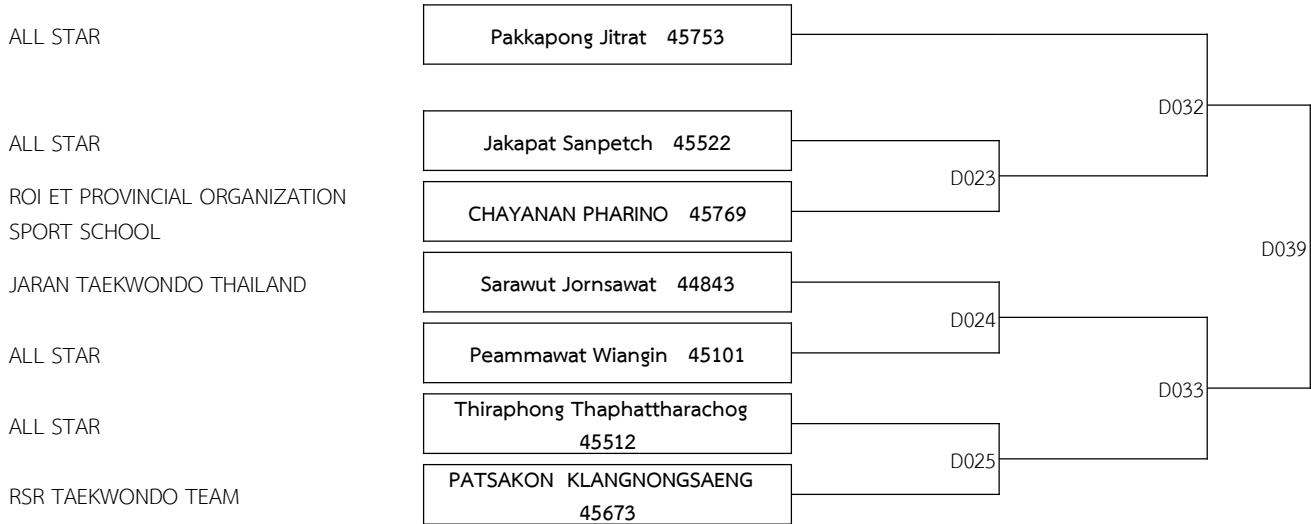 ALL STAR
Pakkapong Jitrat 45753
D032
ALL STAR
Jakapat Sanpetch 45522
D023
ROI ET PROVINCIAL ORGANIZATION
SPORT SCHOOL
CHAYANAN PHARINO 45769
D039
JARAN TAEKWONDO THAILAND
Sarawut Jornsawat 44843
D024
ALL STAR
Peammawat Wiangin 45101
D033
ALL STAR
Thiraphong Thaphattharachog
45512
D025
RSR TAEKWONDO TEAM
PATSAKON KLANGNONGSAENG
45673